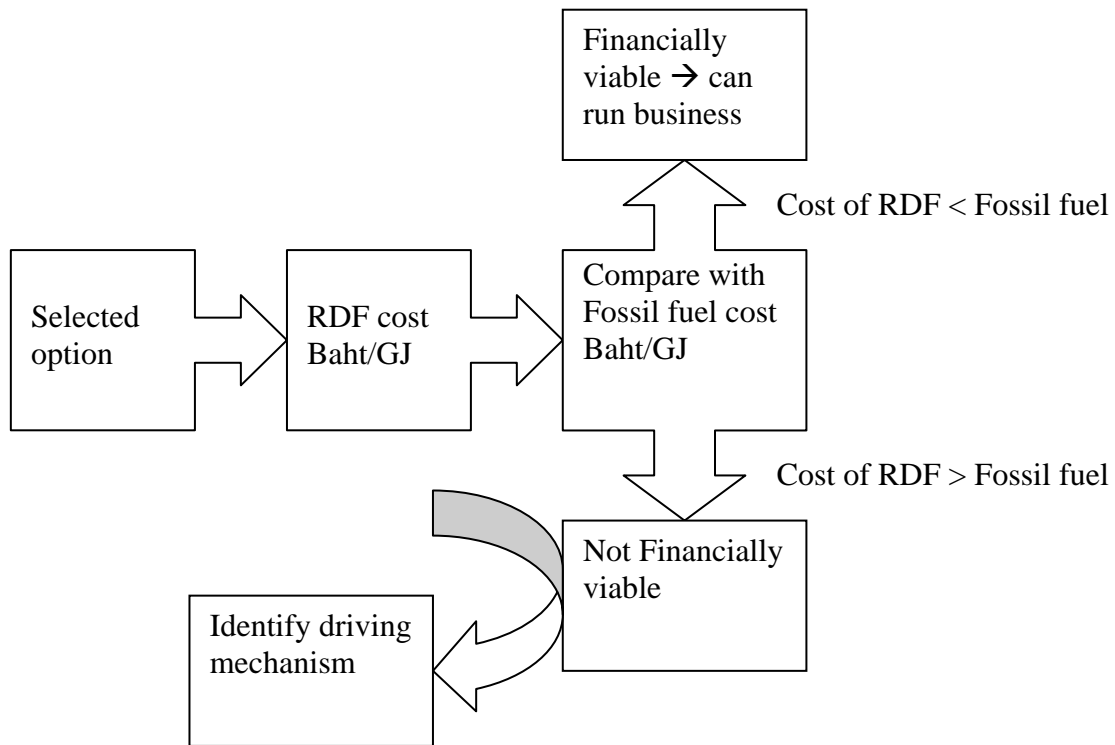 Financially
viable → can
run business
Cost of RDF < Fossil fuel
Selected
option
RDF cost
Baht/GJ
Compare with
Fossil fuel cost
Baht/GJ
Cost of RDF > Fossil fuel
Not Financially
viable
Identify driving
mechanism